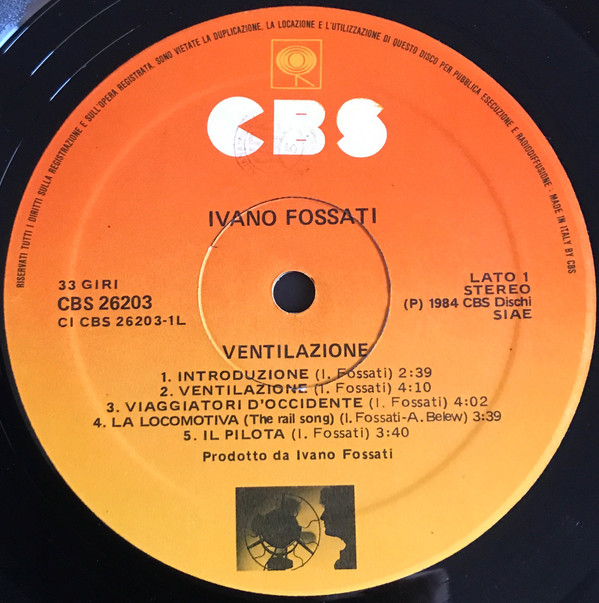 RISERVATI TUTTI I DIRITTI SULLA REGISTRAZIONE E SULL'OPERA REGISTRATA. SONO VIETATE LA DUPLICAZIONE, LA LOCAZIONE E L'UTILIZZAZIONE DI QUESTO DISCO PER PUBBLICA ESECUZIONE E RADIODIFFUSIONE - MADE IN ITALY BY CBS
CBS
IVANO FOSSATI
33 GIRI
CBS 26203
CI CBS 26203-1L
LATO 1
STEREO
(P) 1984 CBS Dischi
SIAE
VENTILAZIONE
1. INTRODUZIONE (I. Fossati) 2:39
2. VENTILAZIONE (I. Fossati) 4:10
3. VIAGGIATORI D'OCCIDENTE (I. Fossati) 4:02
4. LA LOCOMOTIVA (The rail song) (I. Fossati-A. Belew) 3:39
5. IL PILOTA (I. Fossati) 3:40
Prodotto da Ivano Fossati